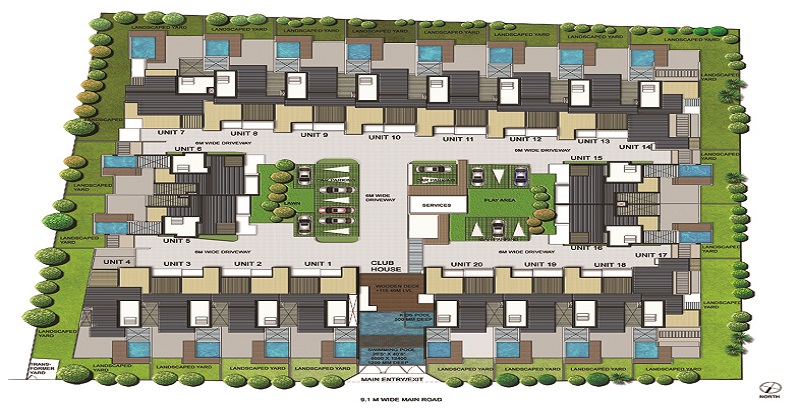 LANDSCAPED YARD
LANDSCAPED YARD
LANDSCAPED YARD
LANDSCAPED YARD
LANDSCAPED YARD
LANDSCAPED YARD
LANDSCAPED YARD
LANDSCAPED YARD
LANDSCAPED
YARD
UNIT 7
UNIT 8
UNIT 9
UNIT 10
UNIT 11
UNIT 12
UNIT 13
UNIT 14
6M WIDE DRIVEWAY
6M WIDE DRIVEWAY
UNIT 6
UNIT 15
LANDSCAPED
YARD
LANDSCAPED
YARD
6M WIDE
DRIVEWAY
LAWN
SERVICES
PLAY AREA
LANDSCAPED
YARD
LANDSCAPED
YARD
UNIT 5
UNIT 16
6M WIDE DRIVEWAY
6M WIDE DRIVEWAY
UNIT 17
UNIT 4
UNIT 3
UNIT 2
UNIT 1
CLUB
HOUSE
UNIT 20
UNIT 19
UNIT 18
WOODEN DECK
KIDS POOL
SWIMMING POOL
LANDSCAPED
YARD
LANDSCAPED
YARD
LANDSCAPED YARD
LANDSCAPED YARD
LANDSCAPED YARD
LANDSCAPED YARD
LANDSCAPED YARD
LANDSCAPED YARD
TRANS-
FORMER
YARD
MAIN ENTRY/EXIT
9.1 M WIDE MAIN ROAD
NORTH